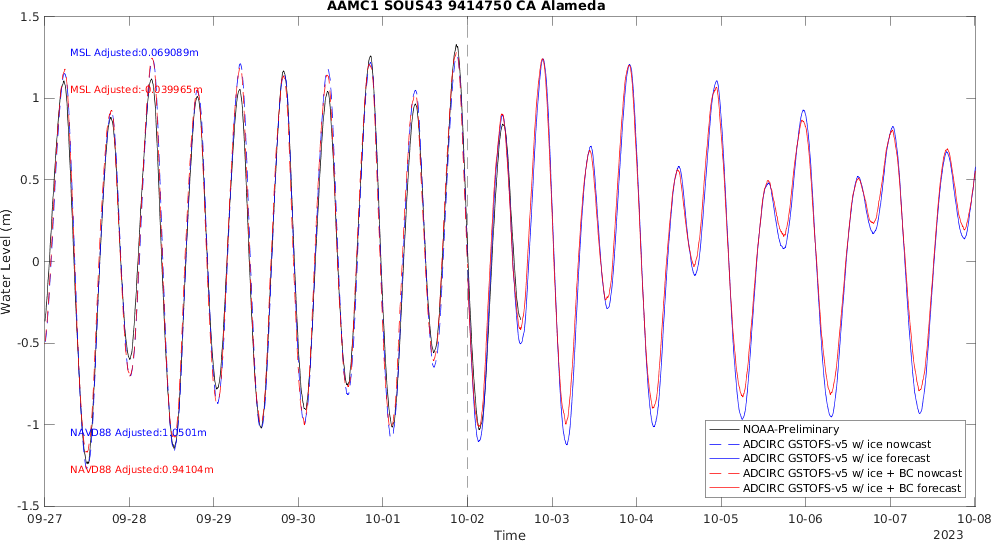 AAMC1 SOUS43 9414750 CA Alameda
1.5
1
0.5
0
-0.5
-1
-1.5
Water Level (m)
MSL Adjusted:0.069089m
MSL Adjusted:-0.039965m
NAVD88 Adjusted:1.0501m
NAVD88 Adjusted:0.94104m
NOAA-Preliminary
ADCIRC GSTOFS-v5 w/ ice nowcast
ADCIRC GSTOFS-v5 w/ ice forecast
ADCIRC GSTOFS-v5 w/ ice + BC nowcast
ADCIRC GSTOFS-v5 w/ ice + BC forecast
09-27 09-28 09-29 09-30 10-01 10-02 10-03 10-04 10-05 10-06 10-07 10-08
Time
2023